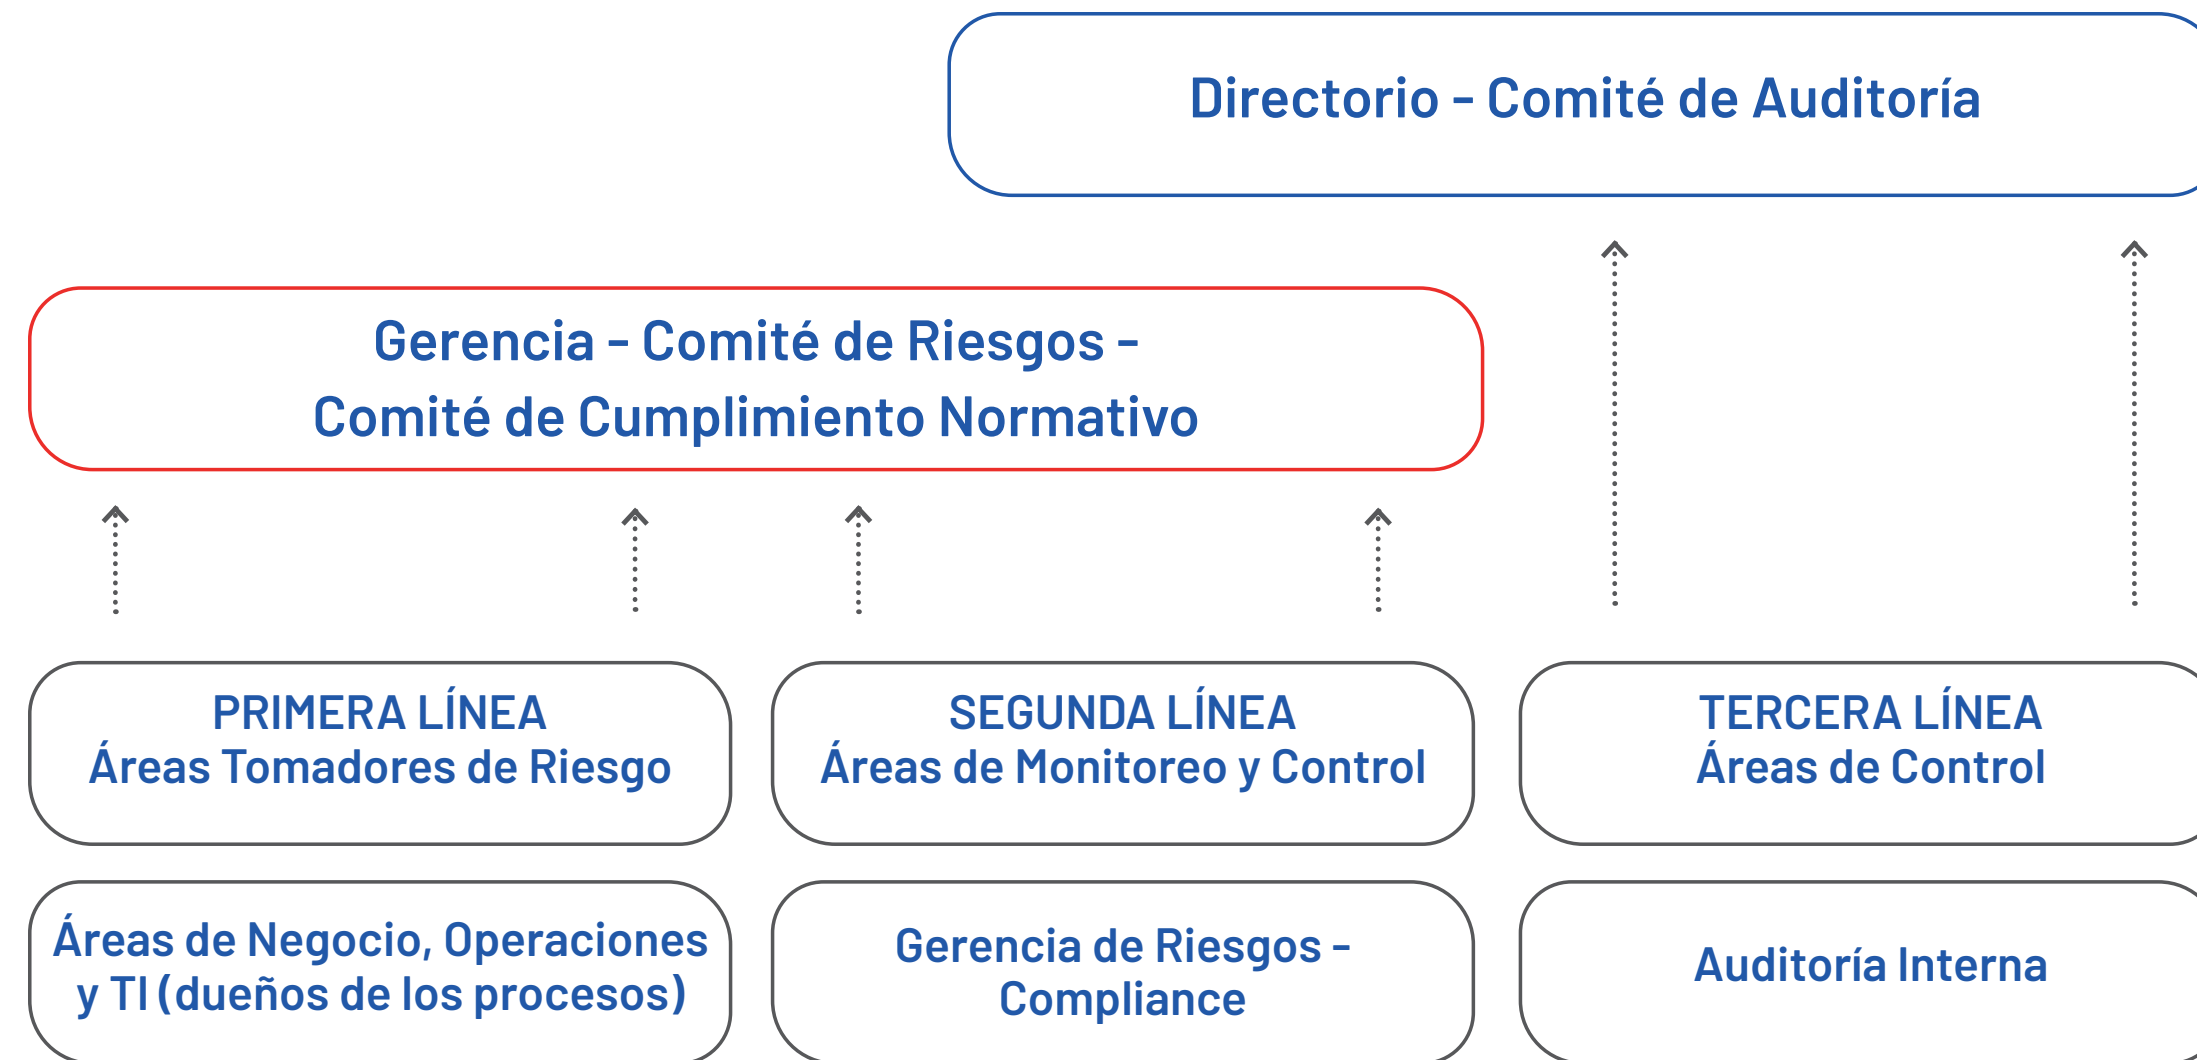 Directorio - Comité de Auditoría
Gerencia - Comité de Riesgos -
Comité de Cumplimiento Normativo
PRIMERA LÍNEA
Áreas Tomadores de Riesgo
SEGUNDA LÍNEA
Áreas de Monitoreo y Control
TERCERA LÍNEA
Áreas de Control
Áreas de Negocio, Operaciones
y TI (dueños de los procesos)
Gerencia de Riesgos -
Compliance
Auditoría Interna